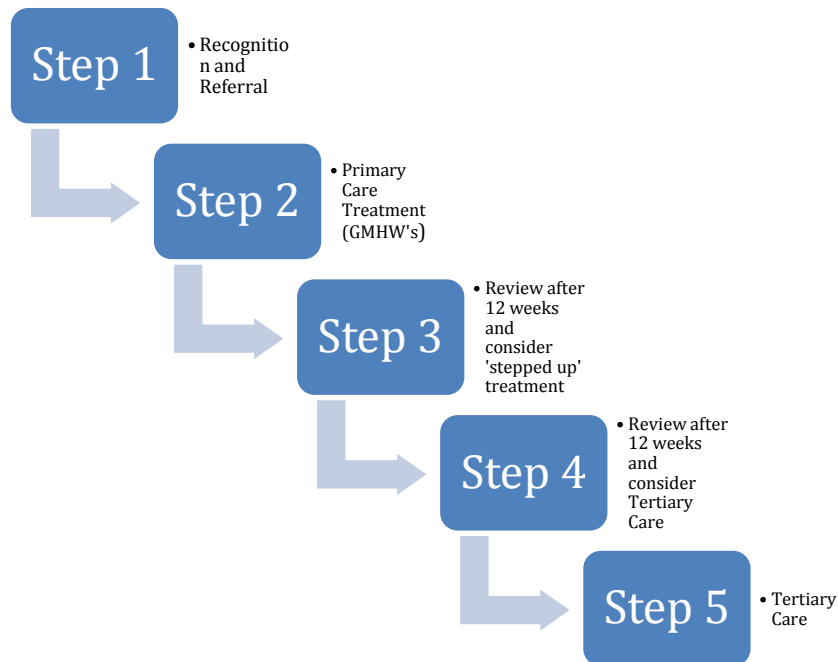 Step 1
• Recognitio
n and
Referral
Step 2
• Primary
Care
Treatment
(GMHW's)
Step 3
• Review after
12 weeks
and
consider
'stepped up'
treatment
Step 4
• Review after
12 weeks
and
consider
Tertiary
Care
Step 5
• Tertiary
Care